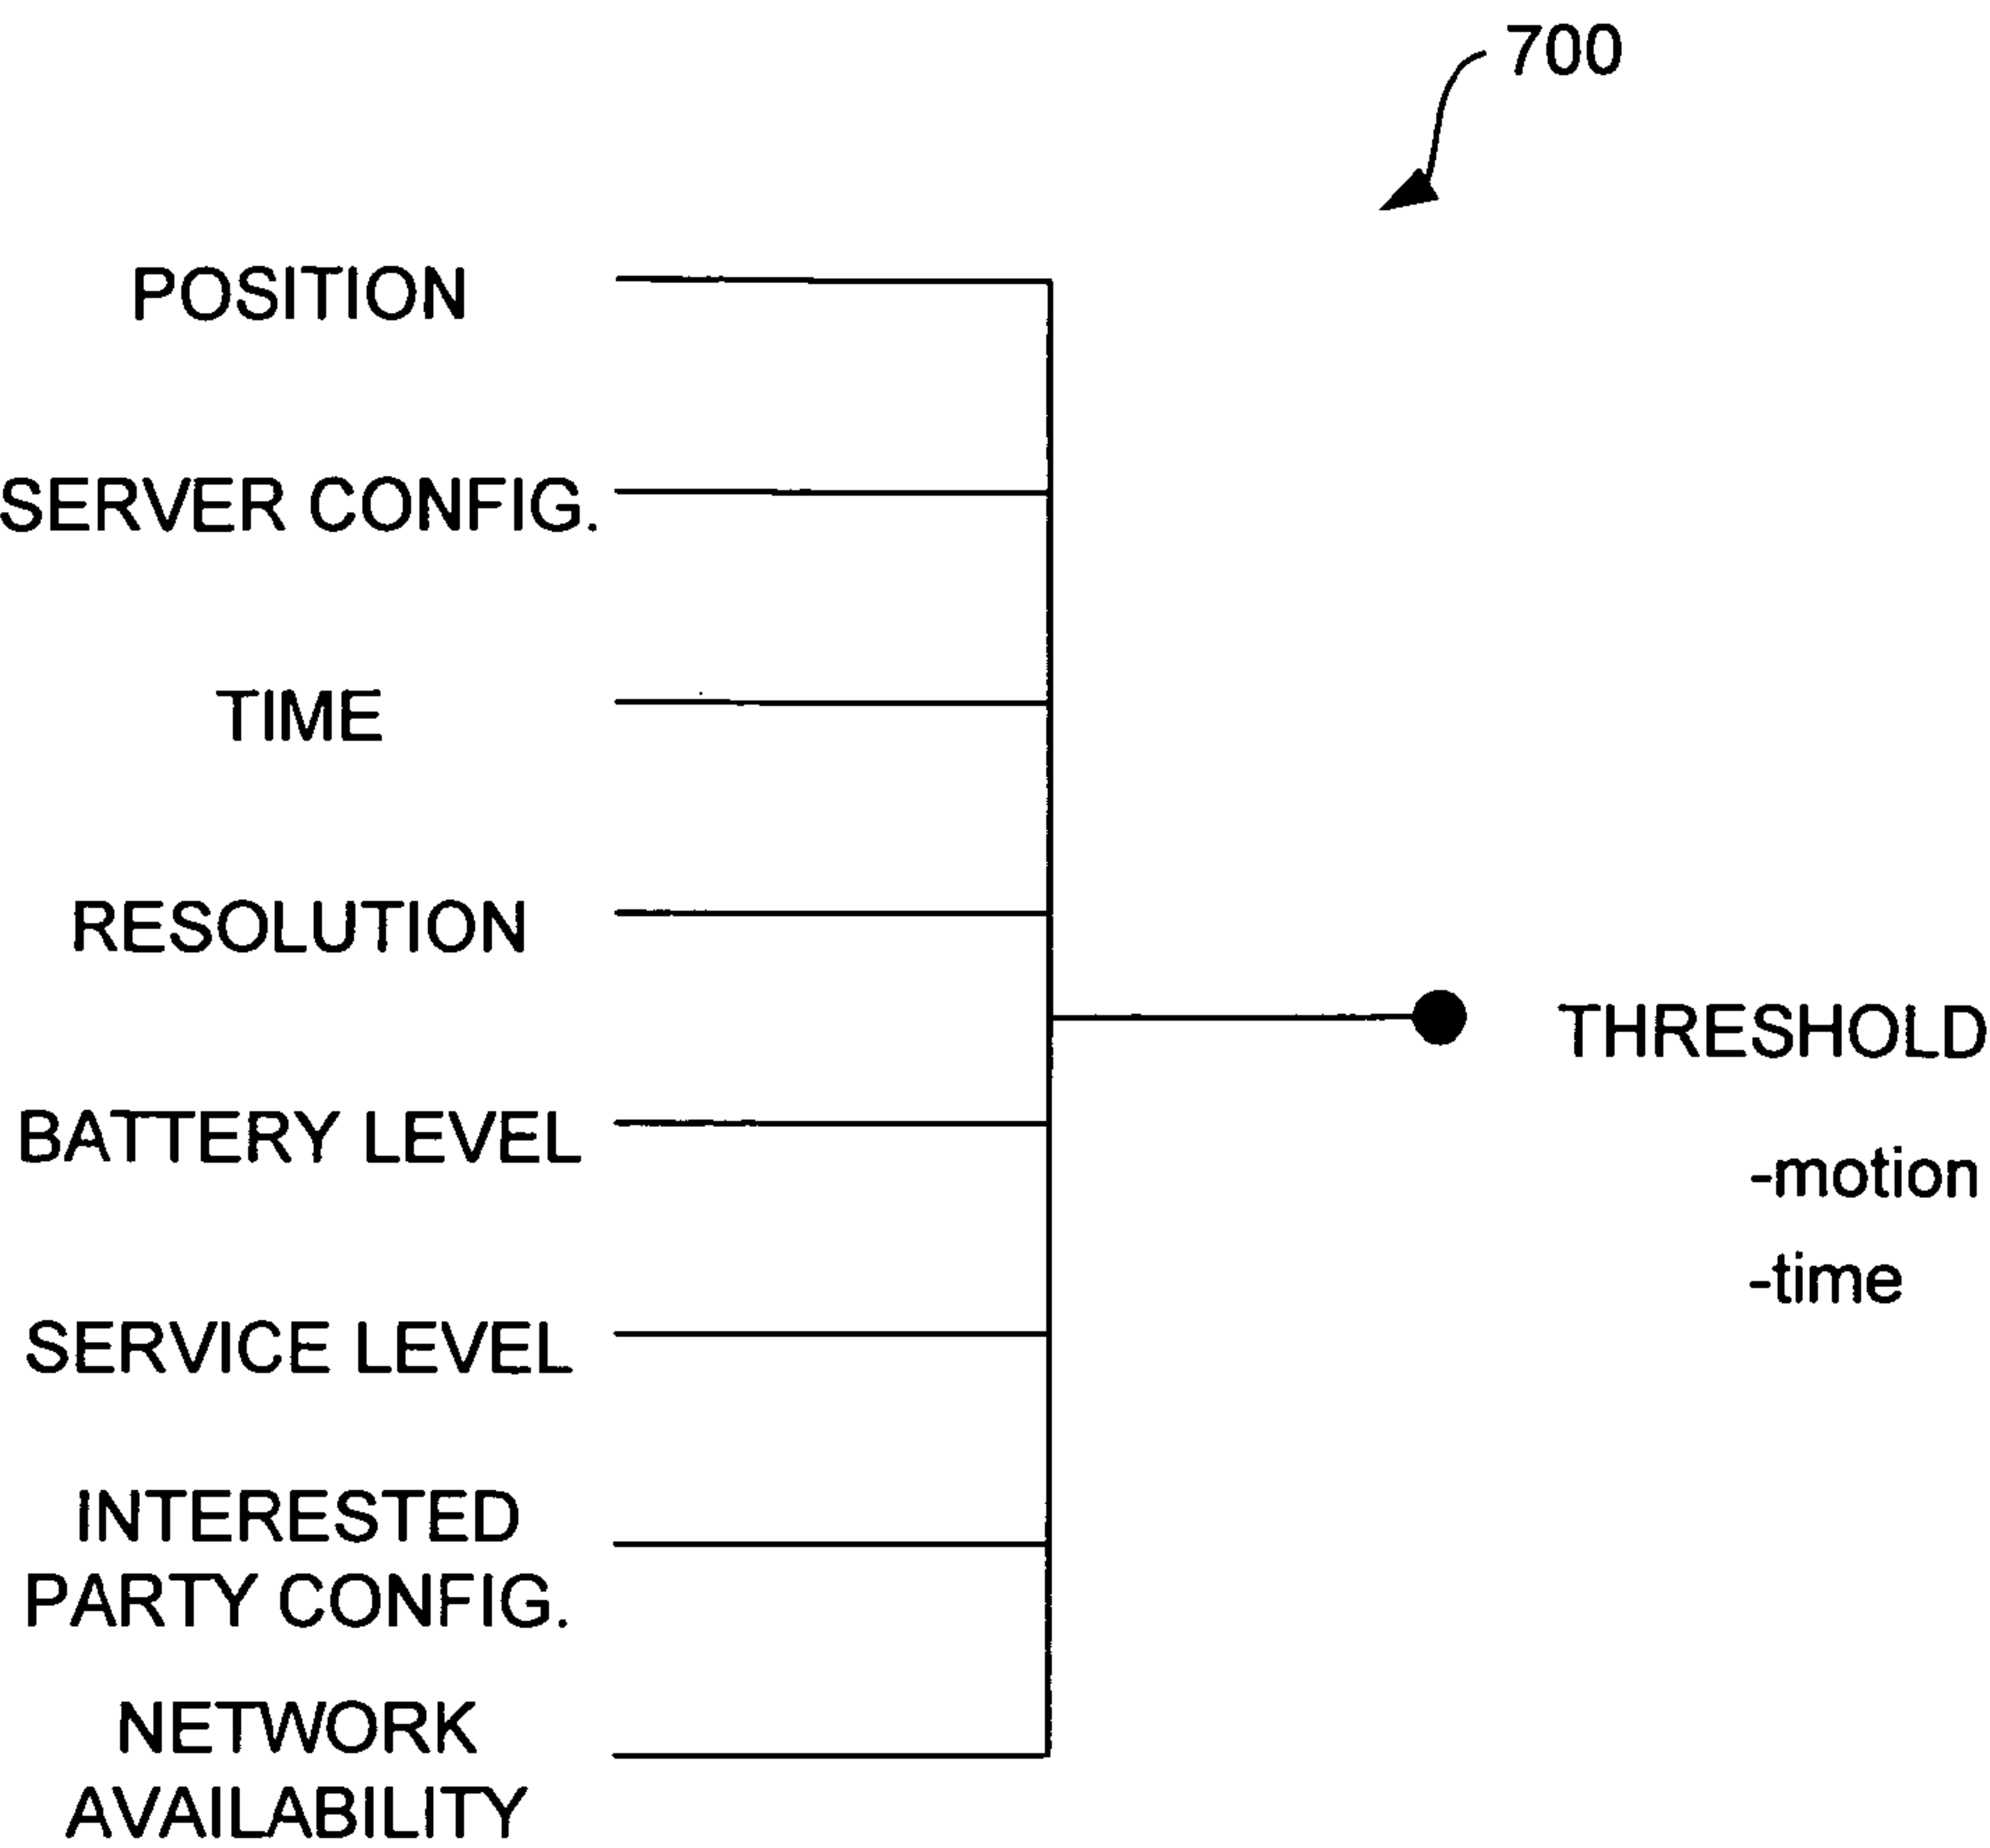 700
POSITION
SERVER CONFIG.
TIME
RESOLUTION
THRESHOLD
-motion
-time
BATTERY LEVEL
SERVICE LEVEL
INTERESTED
PARTY CONFIG.
NETWORK
AVAILABILITY